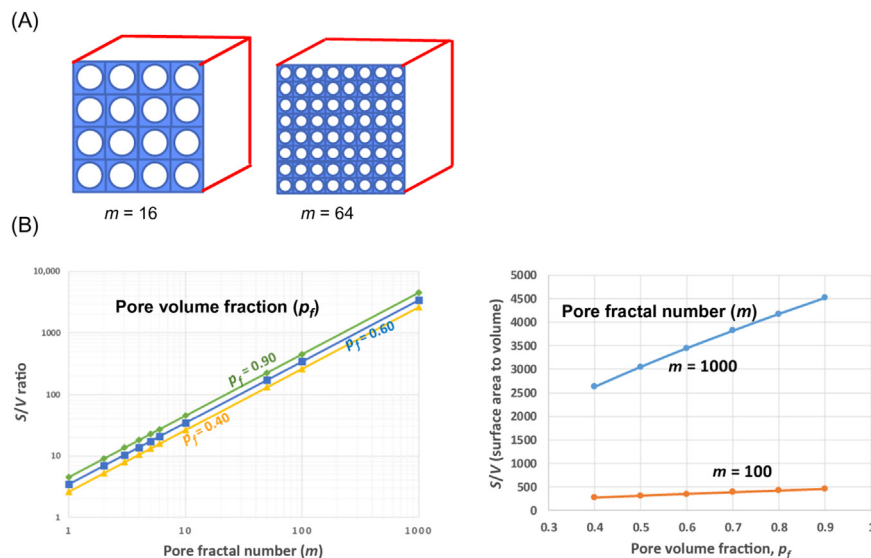 (A)
m = 16
m = 64
(B)
Pore volume fraction (pf)
S/V ratio
10,000
1000
100
10
1
pf = 0.90
pf = 0.60
pf = 0.40
1
10
100
1000
Pore fractal number (m)
S/V (surface area to volume)
5000
4500
4000
3500
3000
2500
2000
1500
1000
500
0
Pore fractal number (m)
m = 1000
m = 100
0.3
0.4
0.5
0.6
0.7
0.8
0.9
1
Pore volume fraction, pf